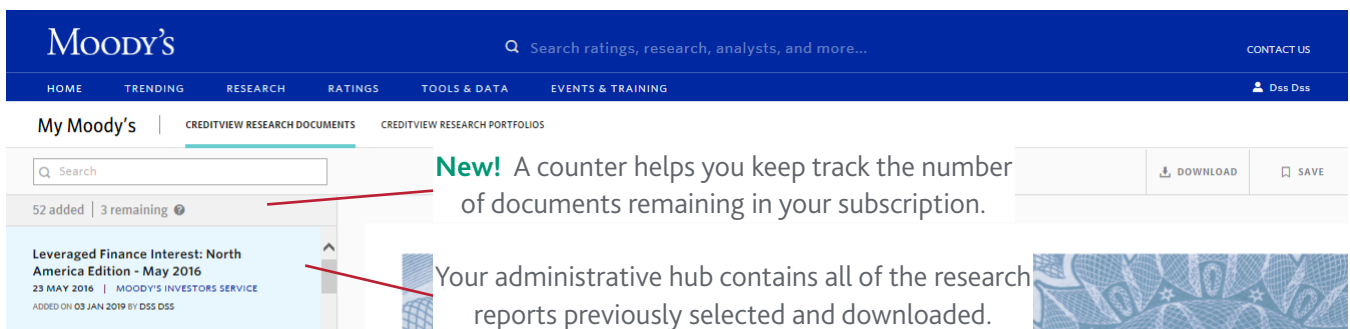 MOODY'S
Search ratings, research, analysts, and more...
CONTACT US
HOME TRENDING RESEARCH RATINGS TOOLS & DATA EVENTS & TRAINING Dss Dss
My Moody's | CREDITVIEW RESEARCH DOCUMENTS CREDITVIEW RESEARCH PORTFOLIOS
Search
DOWNLOAD SAVE
New! A counter helps you keep track the number
of documents remaining in your subscription.
52 added | 3 remaining ?
Leveraged Finance Interest: North
America Edition - May 2016
23 MAY 2016 | MOODY'S INVESTORS SERVICE
ADDED ON 03 JAN 2019 BY DSS DSS
Your administrative hub contains all of the research
reports previously selected and downloaded.